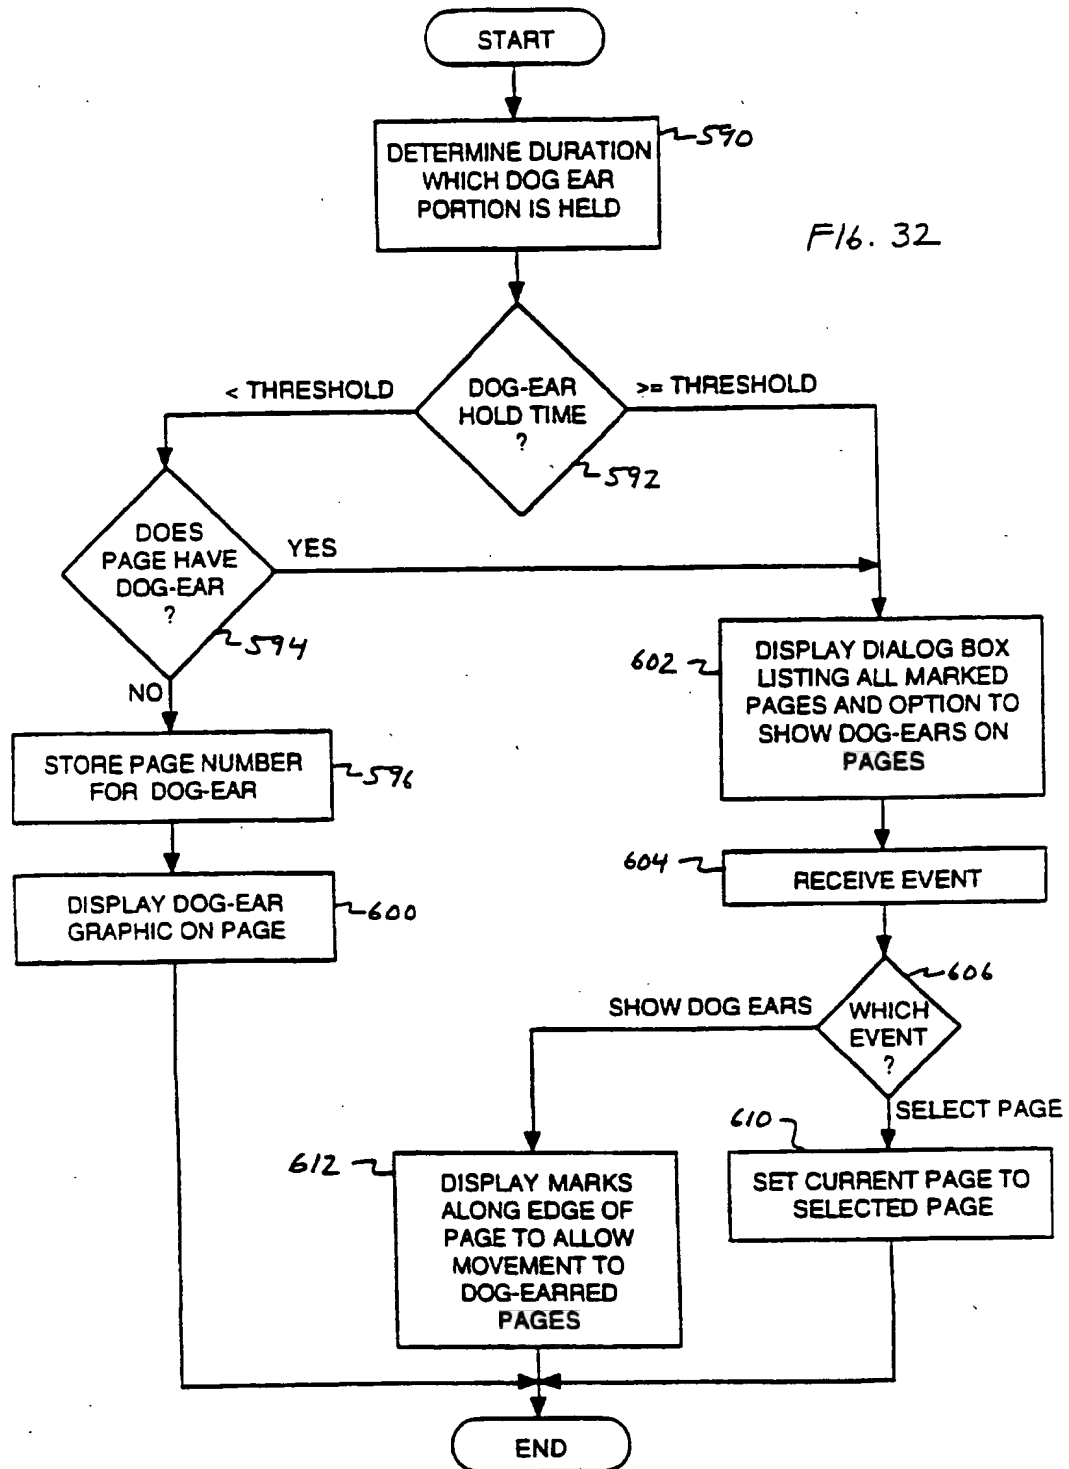 START
DETERMINE DURATION
WHICH DOG EAR
PORTION IS HELD
590
FIG. 32
DOG-EAR
HOLD TIME
?
592
< THRESHOLD
>= THRESHOLD
DOES
PAGE HAVE
DOG-EAR
?
594
YES
NO
STORE PAGE NUMBER
FOR DOG-EAR
596
DISPLAY DOG-EAR
GRAPHIC ON PAGE
600
602
DISPLAY DIALOG BOX
LISTING ALL MARKED
PAGES AND OPTION TO
SHOW DOG-EARS ON
PAGES
604
RECEIVE EVENT
606
WHICH
EVENT
?
SHOW DOG EARS
SELECT PAGE
610
SET CURRENT PAGE TO
SELECTED PAGE
612
DISPLAY MARKS
ALONG EDGE OF
PAGE TO ALLOW
MOVEMENT TO
DOG-EARRED
PAGES
END